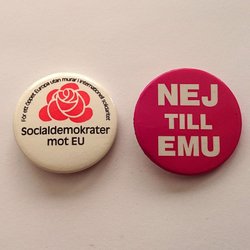 För ett öppet Europa utan murar i internationell solidaritet
Socialdemokrater
mot EU
NEJ
TILL
EMU